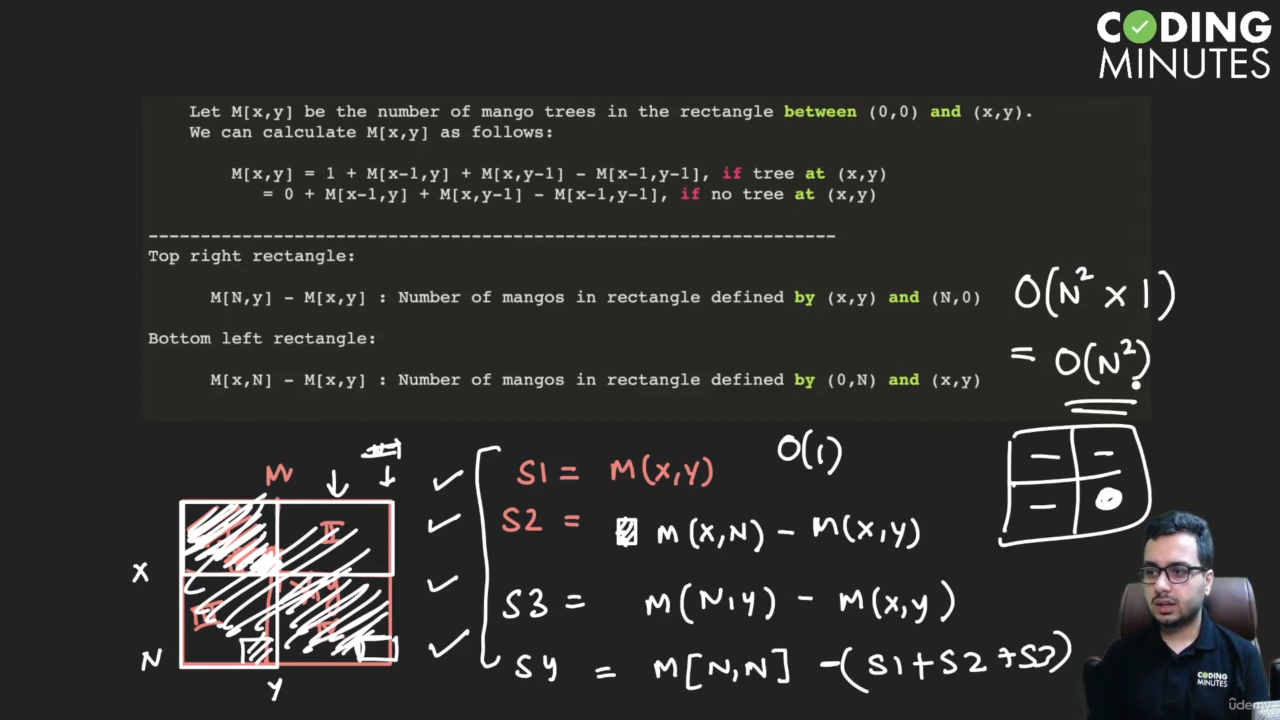 CODING
MINUTES
Let M[x,y] be the number of mango trees in the rectangle between (0,0) and (x,y).
We can calculate M[x,y] as follows:
M[x,y] = 1 + M[x-1,y] + M[x,y-1] - M[x-1,y-1], if tree at (x,y)
= 0 + M[x-1,y] + M[x,y-1] - M[x-1,y-1], if no tree at (x,y)
------------------------------------------------------------------
Top right rectangle:
M[N,y] - M[x,y] : Number of mangos in rectangle defined by (x,y) and (N,0)
Bottom left rectangle:
M[x,N] - M[x,y] : Number of mangos in rectangle defined by (0,N) and (x,y)
O(N² x 1)
= O(N²)
O(1)
S1 = M(x,y)
S2 = M(x,N) - M(x,y)
S3 = M(N,y) - M(x,y)
S4 = M[N,N] - (S1+S2+S3)
M
II
X
N
y
CODING
MINUTES
ûdemy